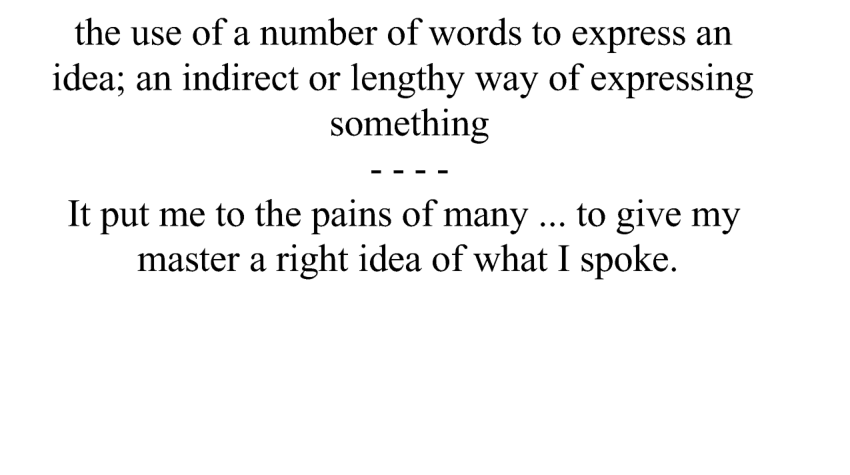 the use of a number of words to express an
idea; an indirect or lengthy way of expressing
something
- - - -
It put me to the pains of many ... to give my
master a right idea of what I spoke.